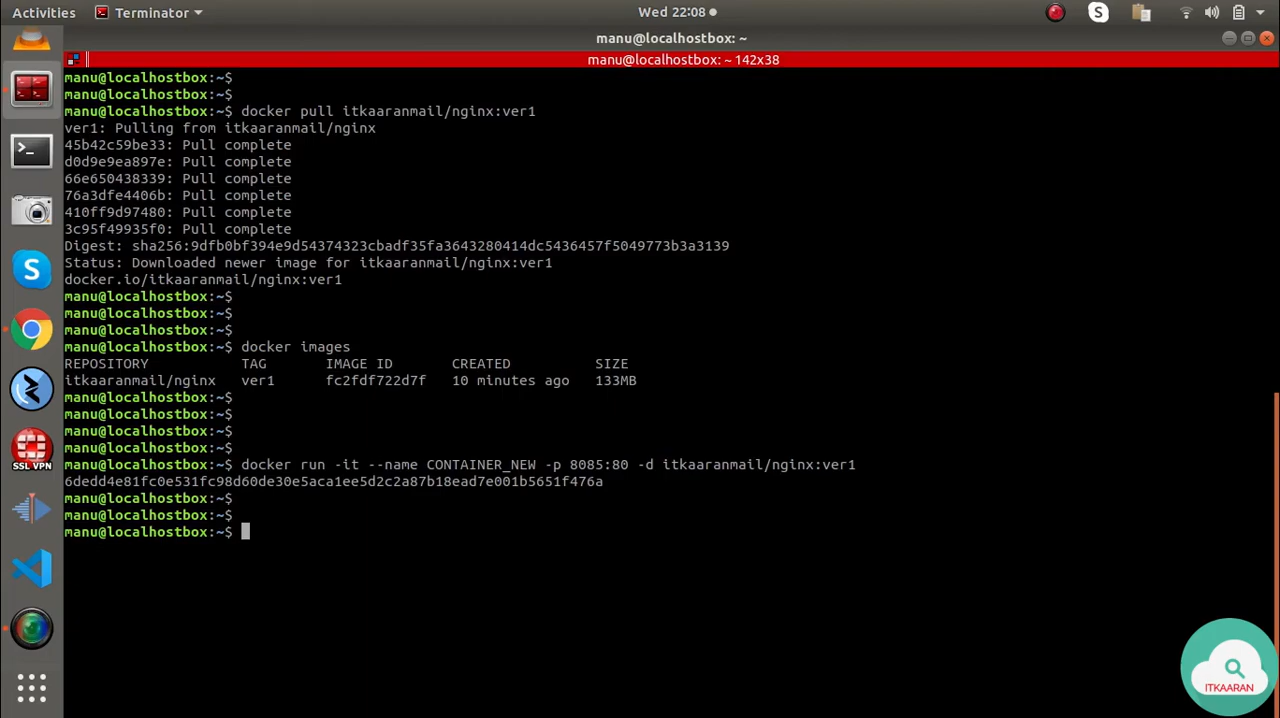 Activities
Terminator
Wed 22:08
manu@localhostbox: ~
manu@localhostbox: ~ 142x38
manu@localhostbox:~$
manu@localhostbox:~$
manu@localhostbox:~$ docker pull itkaaranmail/nginx:ver1
ver1: Pulling from itkaaranmail/nginx
45b42c59be33: Pull complete
d0d9e9ea897e: Pull complete
66e650438339: Pull complete
76a3dfe4406b: Pull complete
410ff9d97480: Pull complete
3c95f49935f0: Pull complete
Digest: sha256:9dfb0bf394e9d54374323cbadf35fa3643280414dc5436457f5049773b3a3139
Status: Downloaded newer image for itkaaranmail/nginx:ver1
docker.io/itkaaranmail/nginx:ver1
manu@localhostbox:~$
manu@localhostbox:~$
manu@localhostbox:~$
manu@localhostbox:~$ docker images
REPOSITORY TAG IMAGE ID CREATED SIZE
itkaaranmail/nginx ver1 fc2fdf722d7f 10 minutes ago 133MB
manu@localhostbox:~$
manu@localhostbox:~$
manu@localhostbox:~$
manu@localhostbox:~$
manu@localhostbox:~$ docker run -it --name CONTAINER_NEW -p 8085:80 -d itkaaranmail/nginx:ver1
6dedd4e81fc0e531fc98d60de30e5aca1ee5d2c2a87b18ead7e001b5651f476a
manu@localhostbox:~$
manu@localhostbox:~$
manu@localhostbox:~$
SSL VPN
ITKAARAN